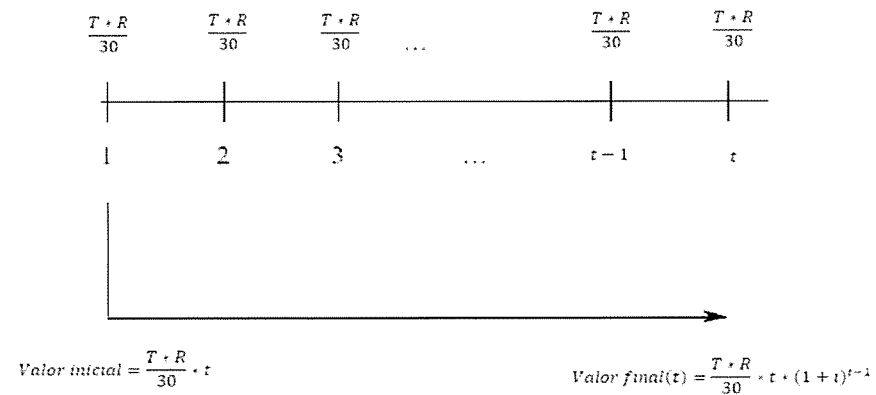 T * R / 30 T * R / 30 T * R / 30 ... T * R / 30 T * R / 30
1 2 3 ... t − 1 t
Valor inicial = T * R / 30 * t
Valor final(t) = T * R / 30 * t * (1 + i)^{t−1}